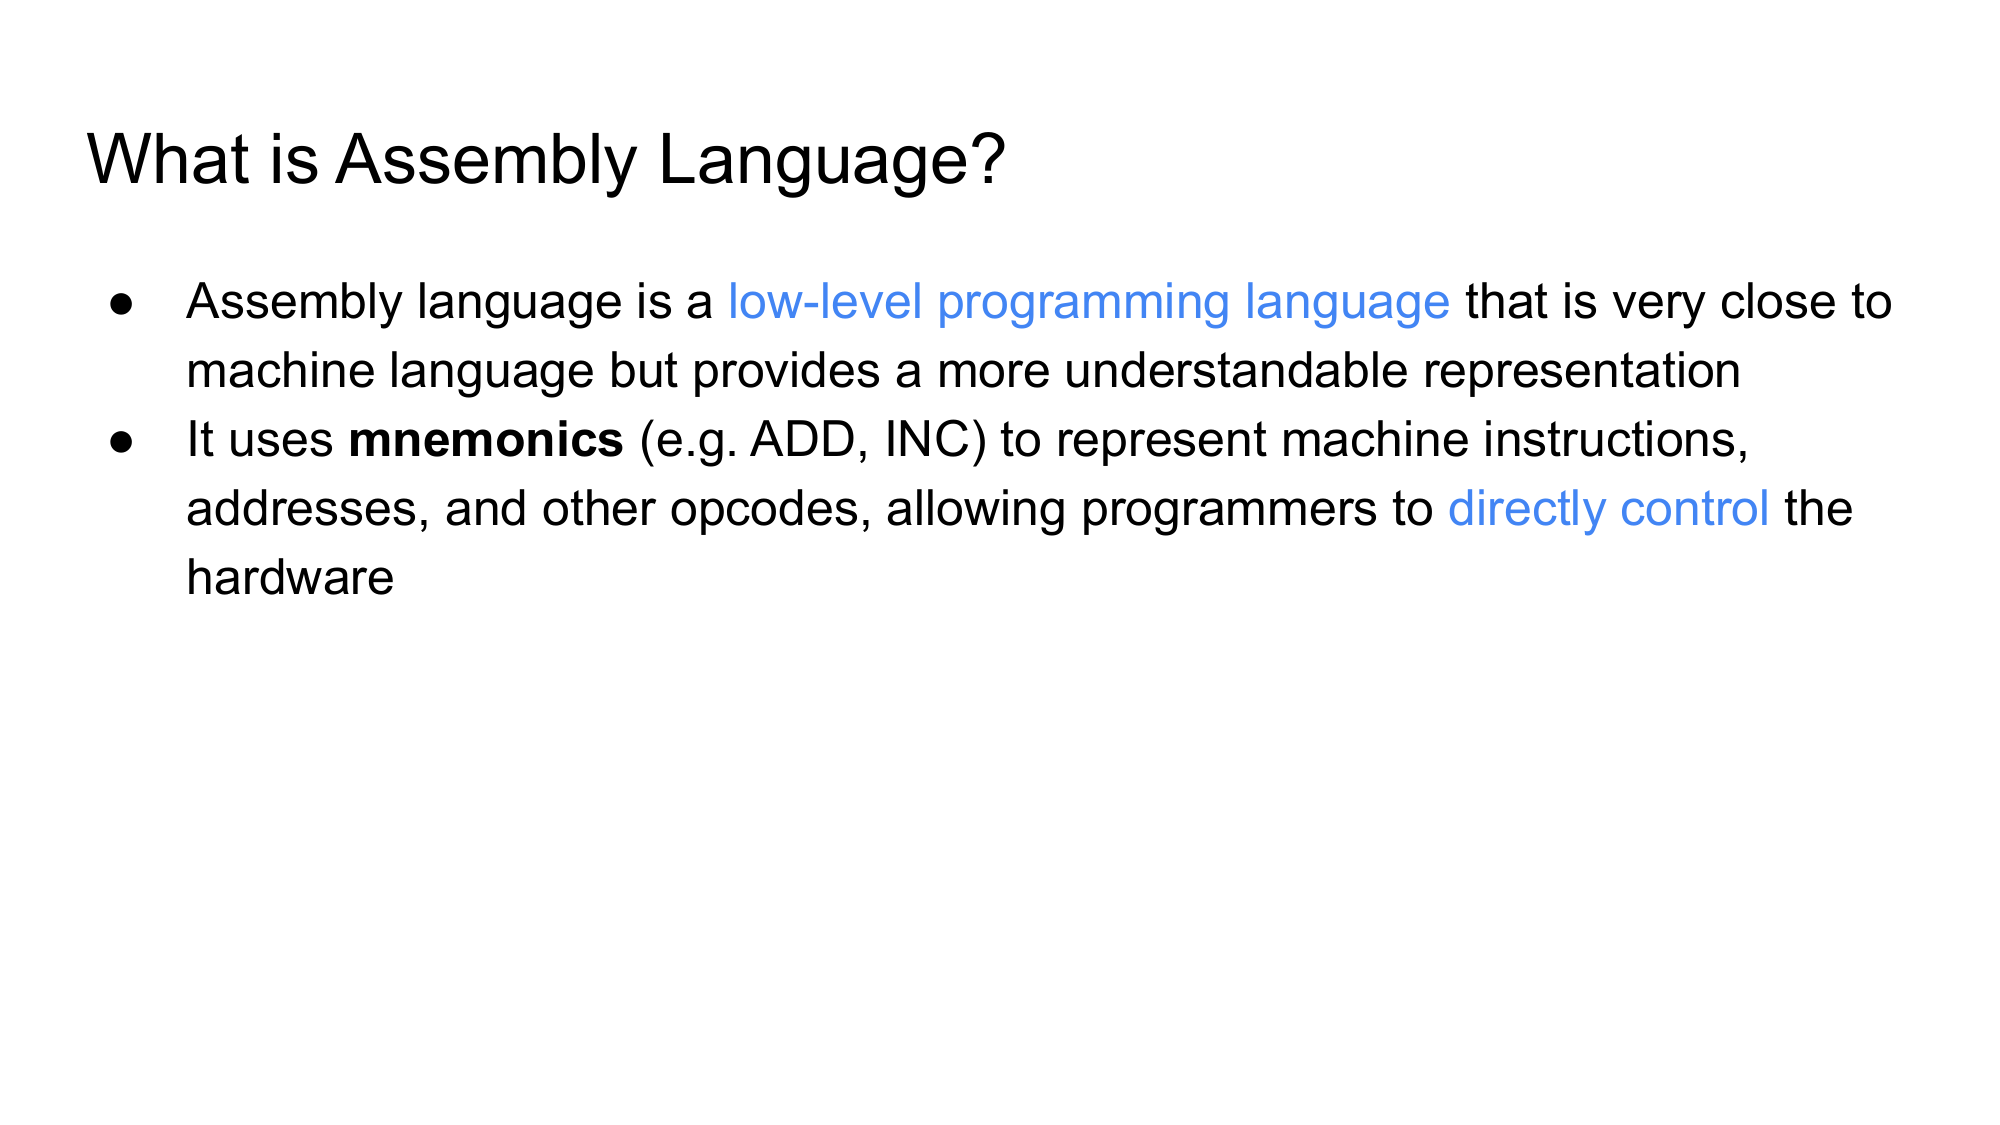 What is Assembly Language?
● Assembly language is a low-level programming language that is very close to
machine language but provides a more understandable representation
● It uses mnemonics (e.g. ADD, INC) to represent machine instructions,
addresses, and other opcodes, allowing programmers to directly control the
hardware